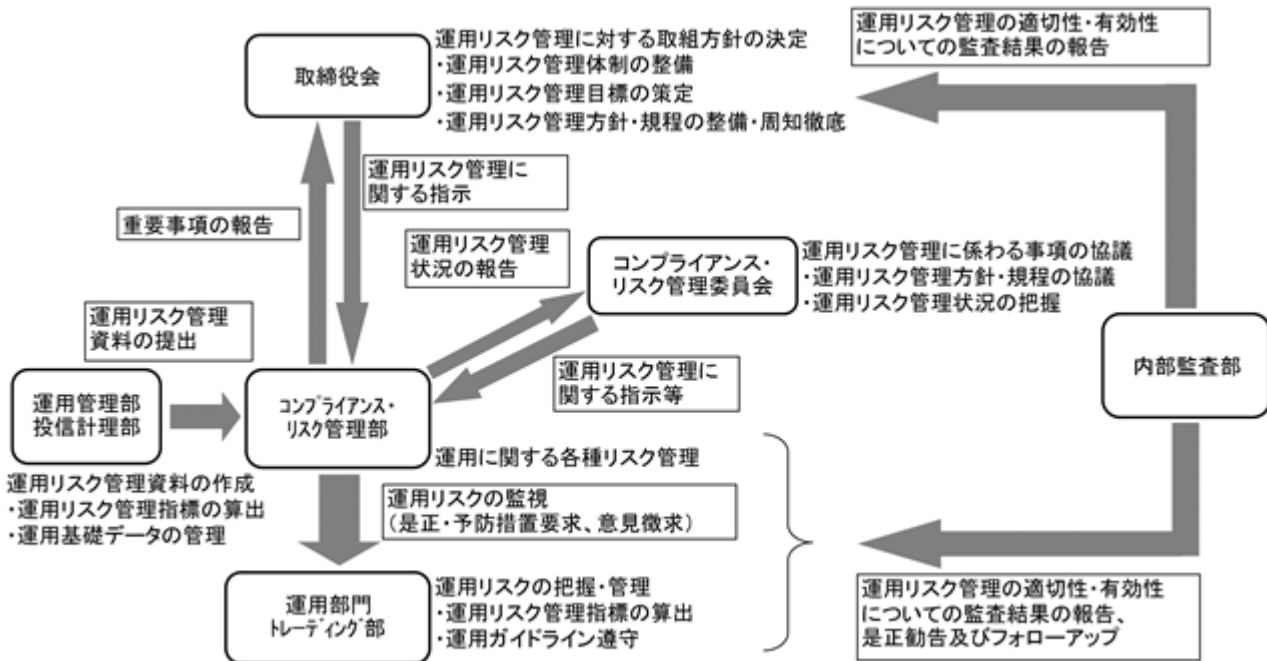 取締役会
運用リスク管理に対する取組方針の決定
・運用リスク管理体制の整備
・運用リスク管理目標の策定
・運用リスク管理方針・規程の整備・周知徹底
運用リスク管理の適切性・有効性
についての監査結果の報告
運用リスク管理に
関する指示
重要事項の報告
運用リスク管理
状況の報告
コンプライアンス・
リスク管理委員会
運用リスク管理に係わる事項の協議
・運用リスク管理方針・規程の協議
・運用リスク管理状況の把握
運用リスク管理
資料の提出
運用リスク管理に
関する指示等
内部監査部
運用管理部
投信計理部
コンプライアンス・
リスク管理部
運用に関する各種リスク管理
運用リスク管理資料の作成
・運用リスク管理指標の算出
・運用基礎データの管理
運用リスクの監視
（是正・予防措置要求、意見徴求）
運用部門
トレーディング部
運用リスクの把握・管理
・運用リスク管理指標の算出
・運用ガイドライン遵守
運用リスク管理の適切性・有効性
についての監査結果の報告、
是正勧告及びフォローアップ